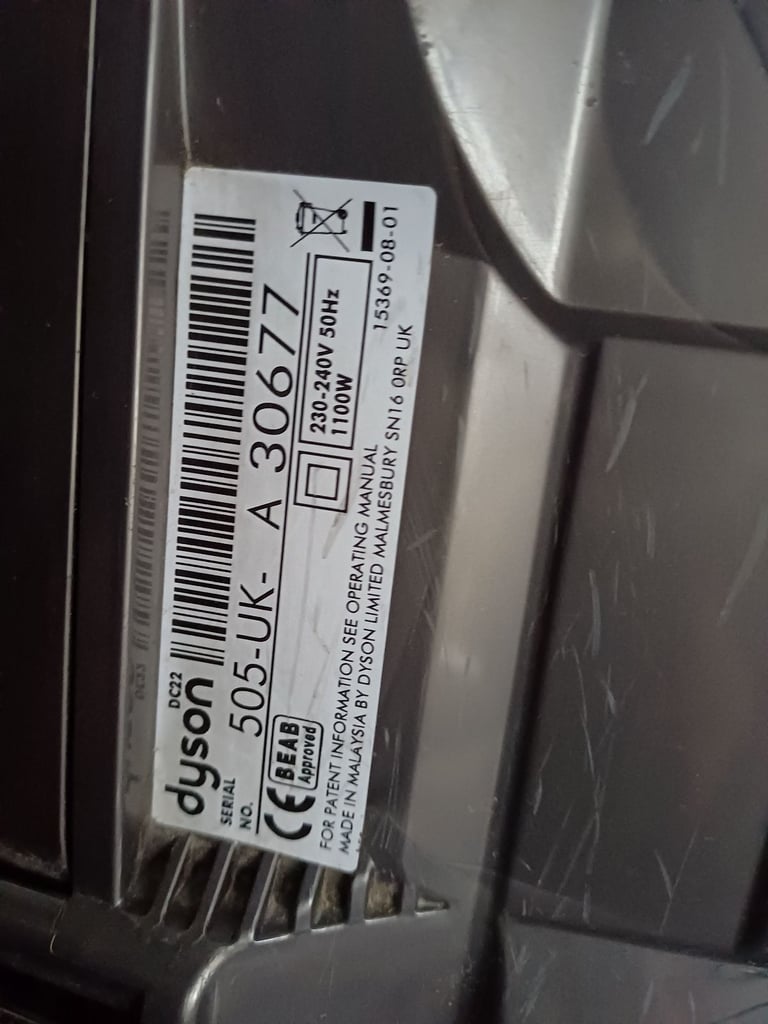 dyson DC22
SERIAL NO. 505-UK- A 30677
CE BEAB Approved
230-240V 50Hz
1100W
FOR PATENT INFORMATION SEE OPERATING MANUAL 15369-08-01
MADE IN MALAYSIA BY DYSON LIMITED MALMESBURY SN16 0RP UK